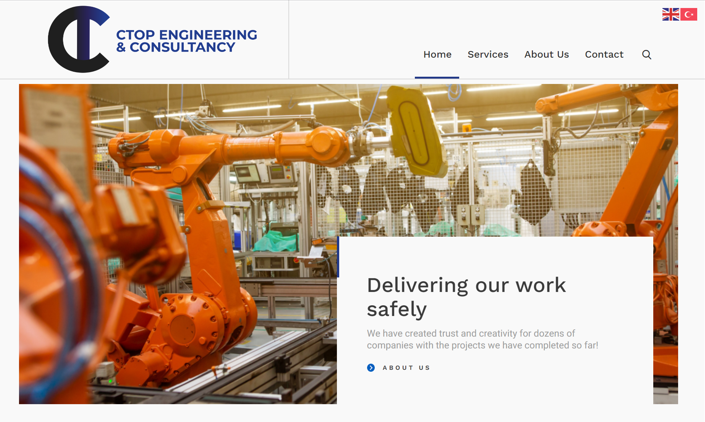 CTOP ENGINEERING
& CONSULTANCY
Home Services About Us Contact
Delivering our work
safely
We have created trust and creativity for dozens of
companies with the projects we have completed so far!
ABOUT US